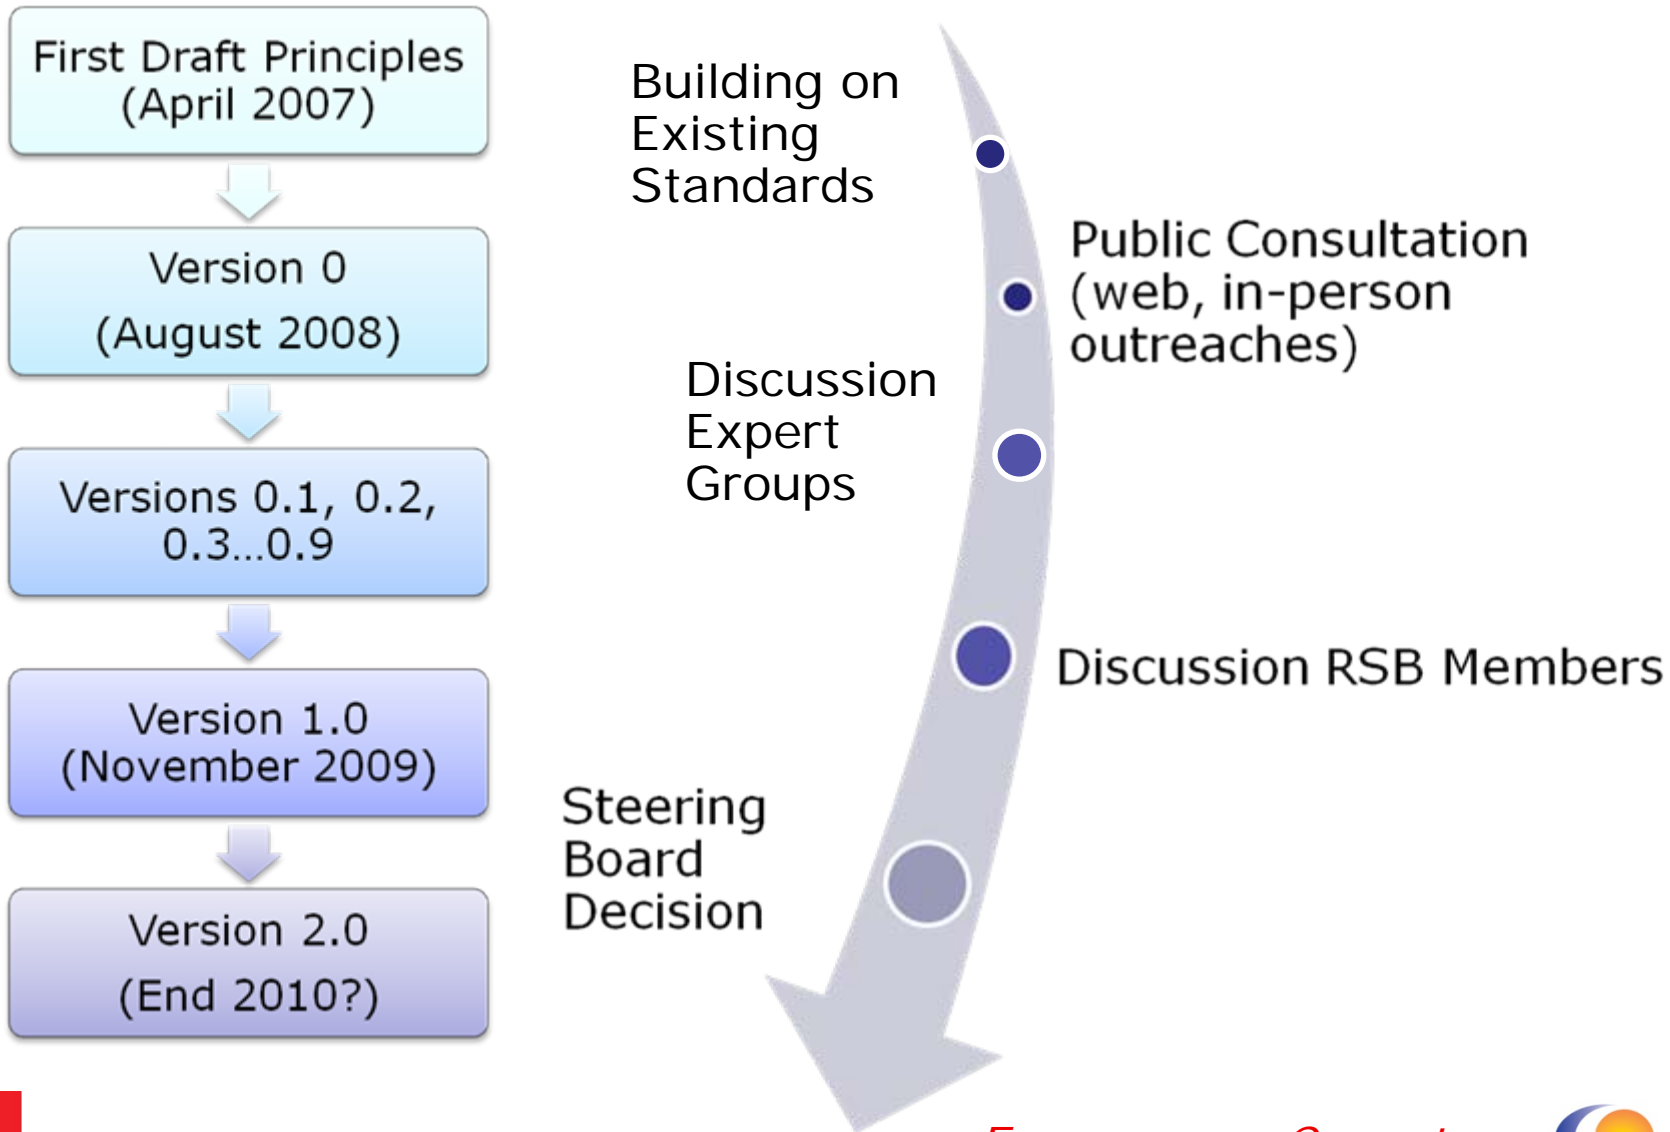 First Draft Principles
(April 2007)
Version 0
(August 2008)
Versions 0.1, 0.2,
0.3...0.9
Version 1.0
(November 2009)
Version 2.0
(End 2010?)
Building on
Existing
Standards
Public Consultation
(web, in-person
outreaches)
Discussion
Expert
Groups
Discussion RSB Members
Steering
Board
Decision